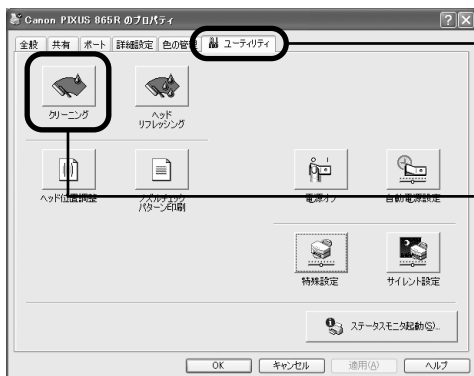 Canon PIXUS 865R のプロパティ
全般 共有 ポート 詳細設定 色の管理 ユーティリティ
クリーニング
ヘッド
リフレッシング
ヘッド位置調整
ノズルチェック
パターン印刷
電源オフ
自動電源設定
特殊設定
サイレント設定
ステータスモニタ起動(S)...
OK キャンセル 適用(A) ヘルプ